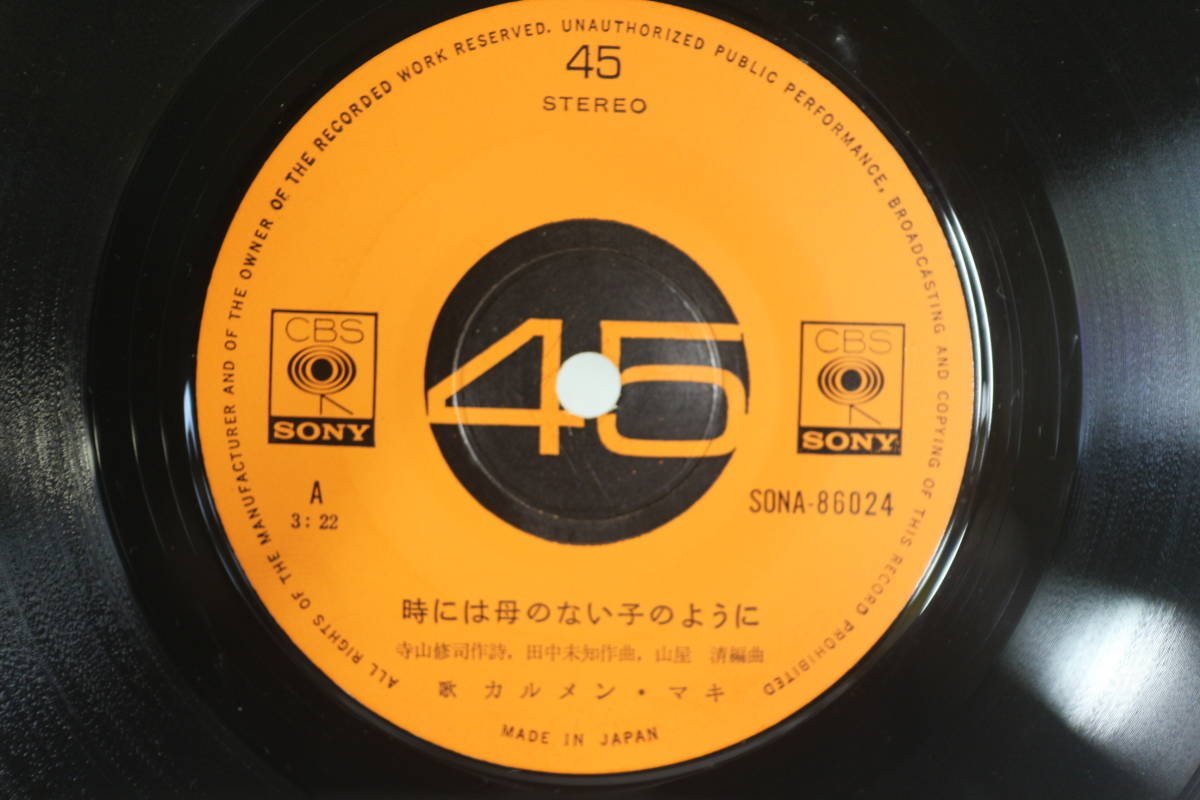 ALL RIGHTS OF THE MANUFACTURER AND OF THE OWNER OF THE RECORDED WORK RESERVED. UNAUTHORIZED PUBLIC PERFORMANCE, BROADCASTING AND COPYING OF THIS RECORD PROHIBITED
45
STEREO
45
CBS
SONY
CBS
SONY
A
3:22
SONA-86024
時には母のない子のように
寺山修司作詩, 田中未知作曲, 山屋 清編曲
歌 カルメン・マキ
MADE IN JAPAN